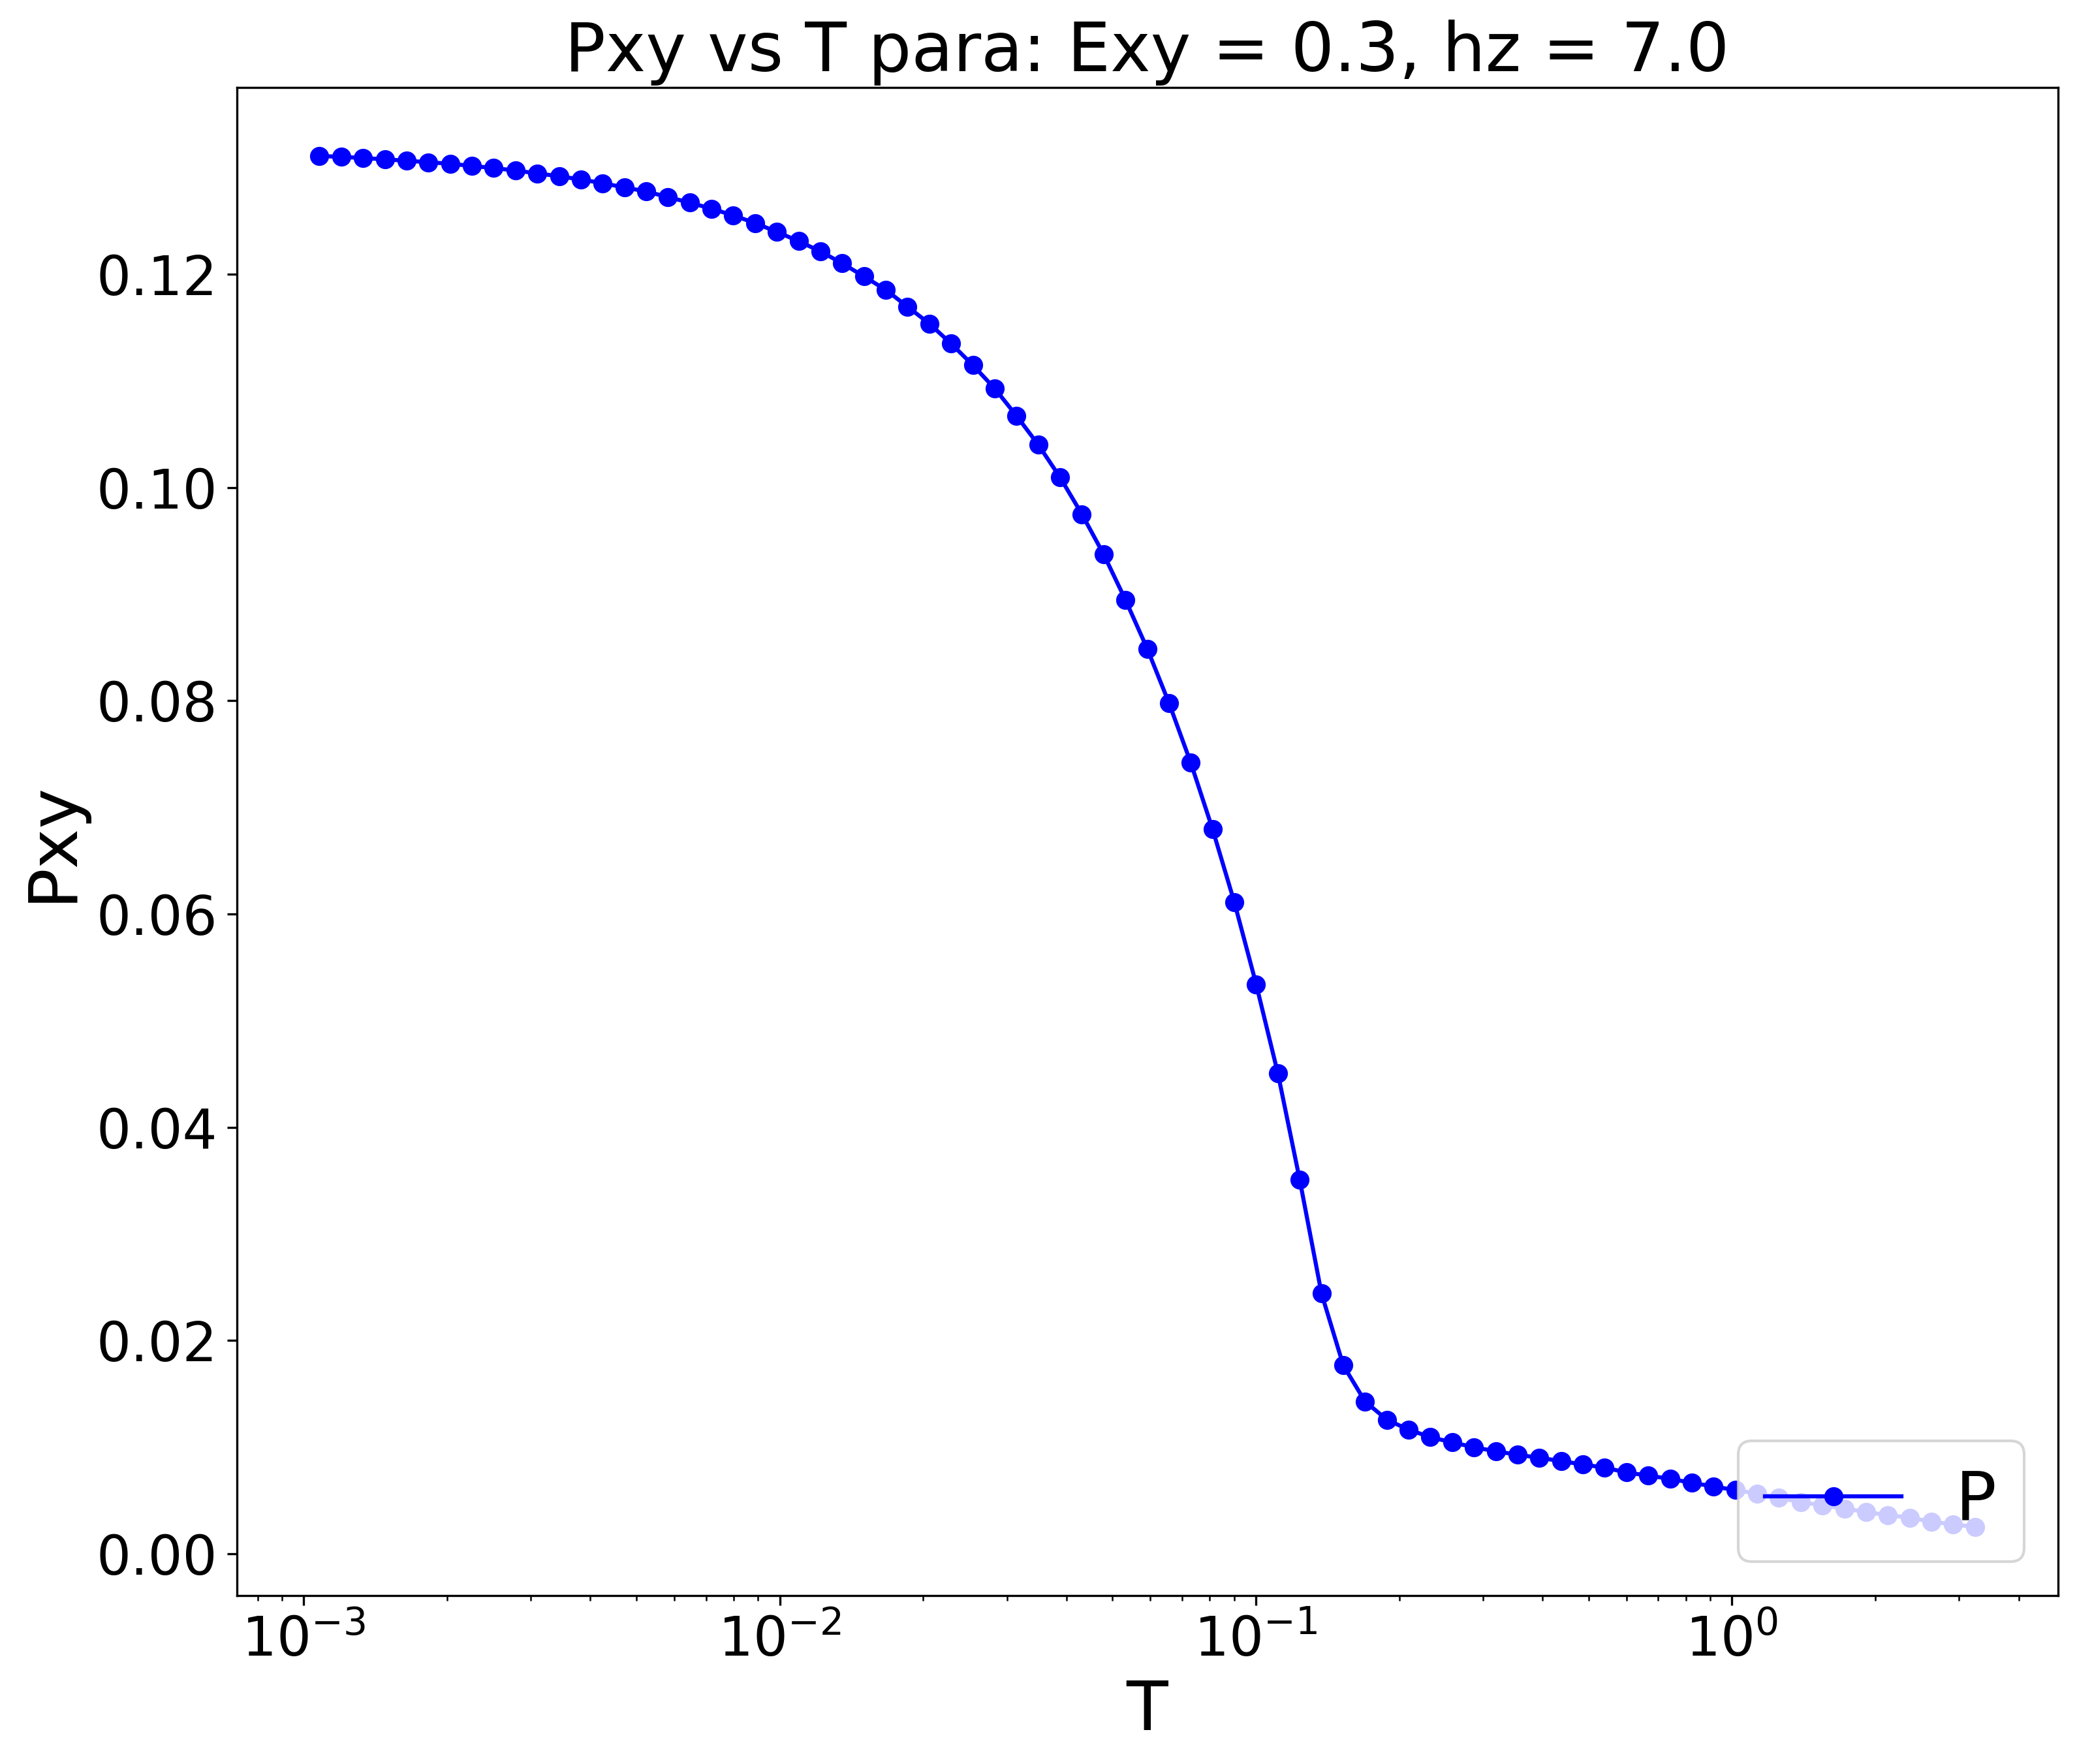 Pxy vs T para: Exy = 0.3, hz = 7.0
Pxy
0.12
0.10
0.08
0.06
0.04
0.02
0.00
P
10⁻³ 10⁻² 10⁻¹ 10⁰
T